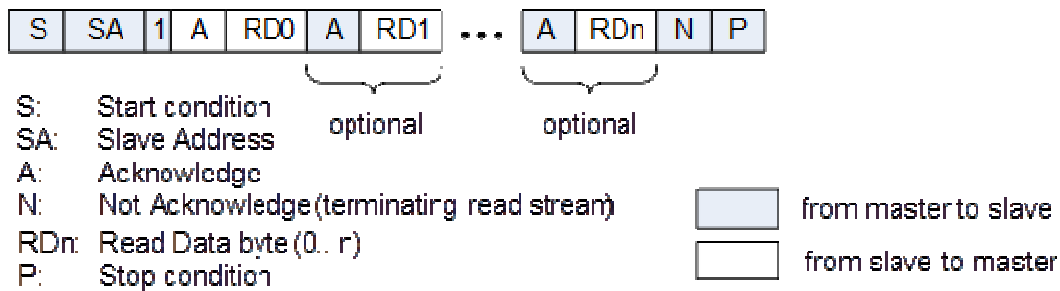 S SA 1 A RD0 A RD1 ... A RDn N P
optional optional
S: Start condition
SA: Slave Address
A: Acknowledge
N: Not Acknowledge (terminating read stream)
RDn: Read Data byte (0.. n)
P: Stop condition
from master to slave
from slave to master